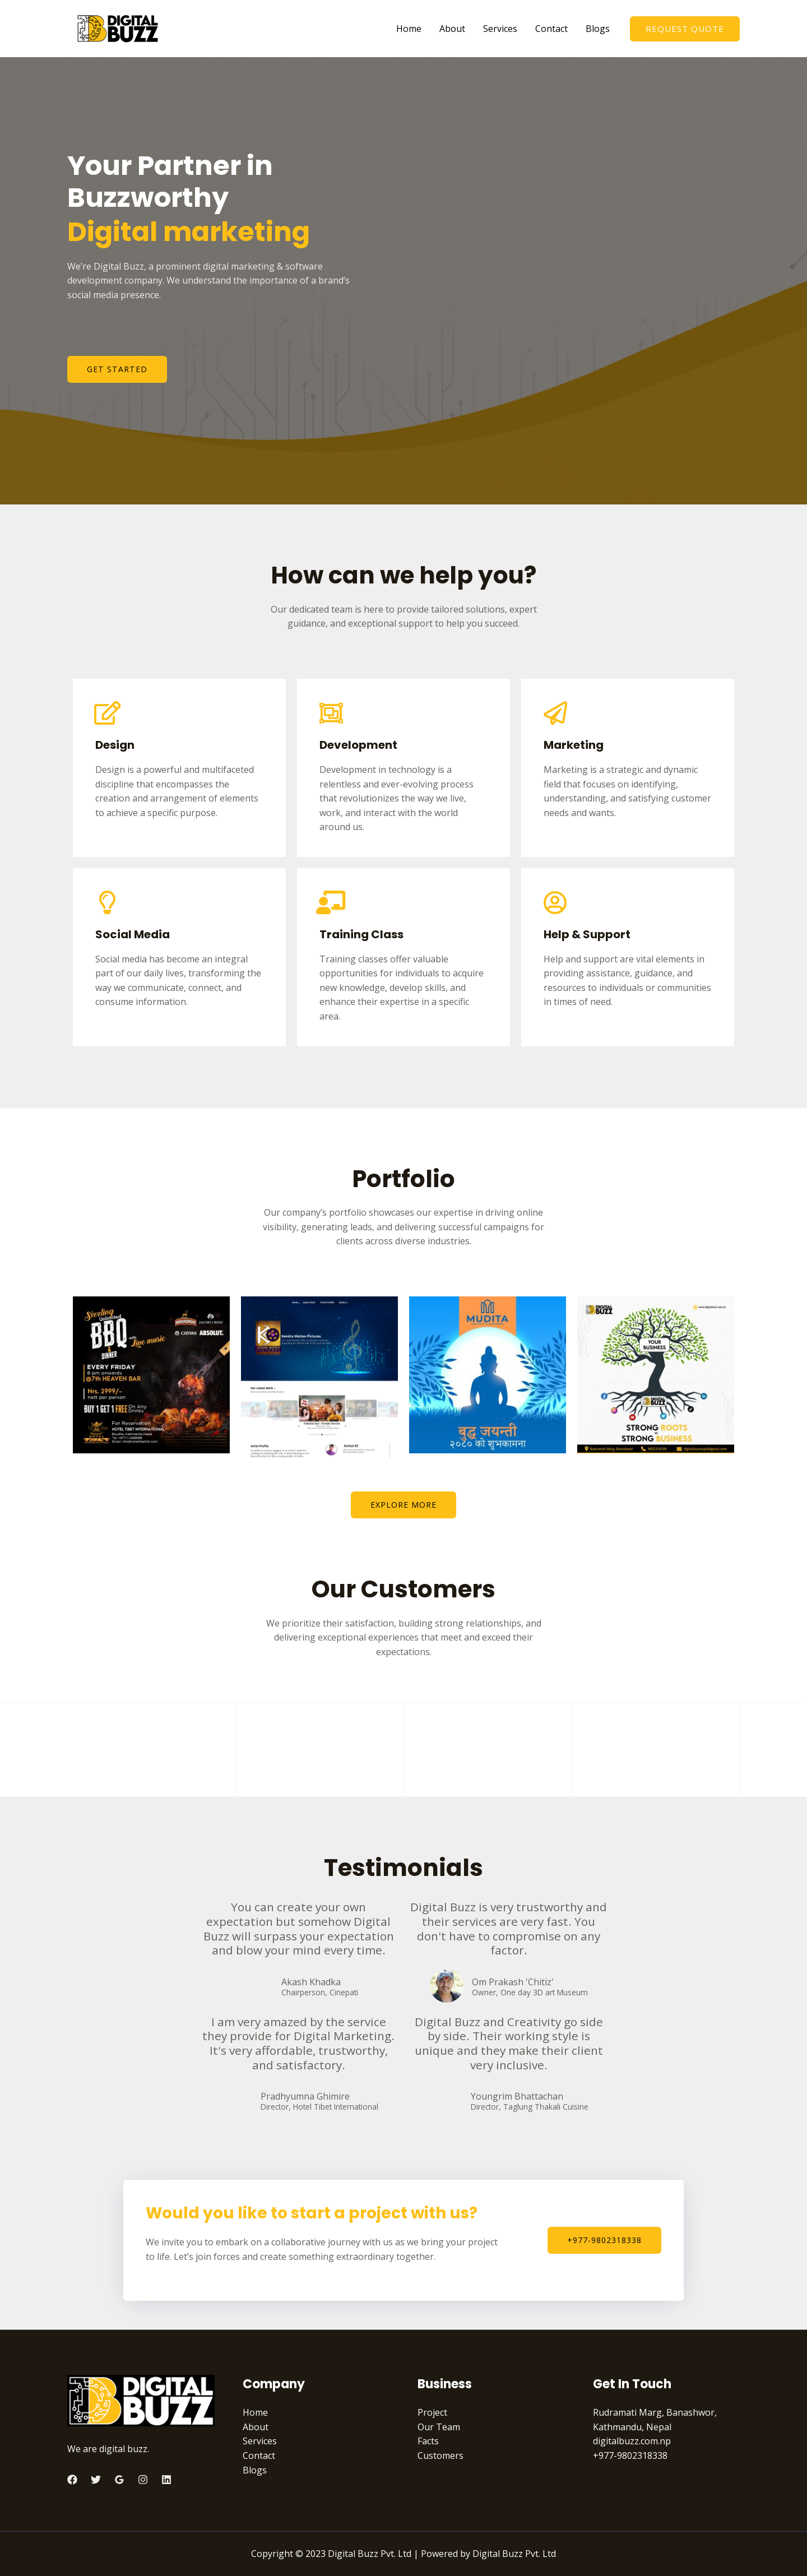 DIGITAL
BUZZ
Home
About
Services
Contact
Blogs
REQUEST QUOTE
Your Partner in
Buzzworthy
Digital marketing
We’re Digital Buzz, a prominent digital marketing & software
development company. We understand the importance of a brand’s
social media presence.
GET STARTED
How can we help you?
Our dedicated team is here to provide tailored solutions, expert
guidance, and exceptional support to help you succeed.
Design
Design is a powerful and multifaceted
discipline that encompasses the
creation and arrangement of elements
to achieve a specific purpose.
Development
Development in technology is a
relentless and ever-evolving process
that revolutionizes the way we live,
work, and interact with the world
around us.
Marketing
Marketing is a strategic and dynamic
field that focuses on identifying,
understanding, and satisfying customer
needs and wants.
Social Media
Social media has become an integral
part of our daily lives, transforming the
way we communicate, connect, and
consume information.
Training Class
Training classes offer valuable
opportunities for individuals to acquire
new knowledge, develop skills, and
enhance their expertise in a specific
area.
Help & Support
Help and support are vital elements in
providing assistance, guidance, and
resources to individuals or communities
in times of need.
Portfolio
Our company’s portfolio showcases our expertise in driving online
visibility, generating leads, and delivering successful campaigns for
clients across diverse industries.
Sizzling
BBQ
with Live music
& DINNER
CHIVAS ABSOLUT.
EVERY FRIDAY
6 pm onwards
@7th HEAVEN BAR
Nrs. 2999/-
nett per person
BUY 1 GET 1 FREE On Any Drinks
For Reservation
HOTEL TIBET INTERNATIONAL
Kendra Motion Pictures
Our Latest Work
Artist Profile
MUDITA
बुद्ध जयन्ती
२०८० को शुभकामना
DIGITAL
BUZZ
YOUR
BUSINESS
DIGITAL
BUZZ
STRONG ROOTS
STRONG BUSINESS
EXPLORE MORE
Our Customers
We prioritize their satisfaction, building strong relationships, and
delivering exceptional experiences that meet and exceed their
expectations.
Testimonials
You can create your own
expectation but somehow Digital
Buzz will surpass your expectation
and blow your mind every time.
Akash Khadka
Chairperson, Cinepati
Digital Buzz is very trustworthy and
their services are very fast. You
don't have to compromise on any
factor.
Om Prakash 'Chitiz'
Owner, One day 3D art Museum
I am very amazed by the service
they provide for Digital Marketing.
It's very affordable, trustworthy,
and satisfactory.
Pradhyumna Ghimire
Director, Hotel Tibet International
Digital Buzz and Creativity go side
by side. Their working style is
unique and they make their client
very inclusive.
Youngrim Bhattachan
Director, Taglung Thakali Cuisine
Would you like to start a project with us?
We invite you to embark on a collaborative journey with us as we bring your project
to life. Let’s join forces and create something extraordinary together.
+977-9802318338
DIGITAL
BUZZ
We are digital buzz.
Company
Home
About
Services
Contact
Blogs
Business
Project
Our Team
Facts
Customers
Get In Touch
Rudramati Marg, Banashwor,
Kathmandu, Nepal
digitalbuzz.com.np
+977-9802318338
Copyright © 2023 Digital Buzz Pvt. Ltd | Powered by Digital Buzz Pvt. Ltd